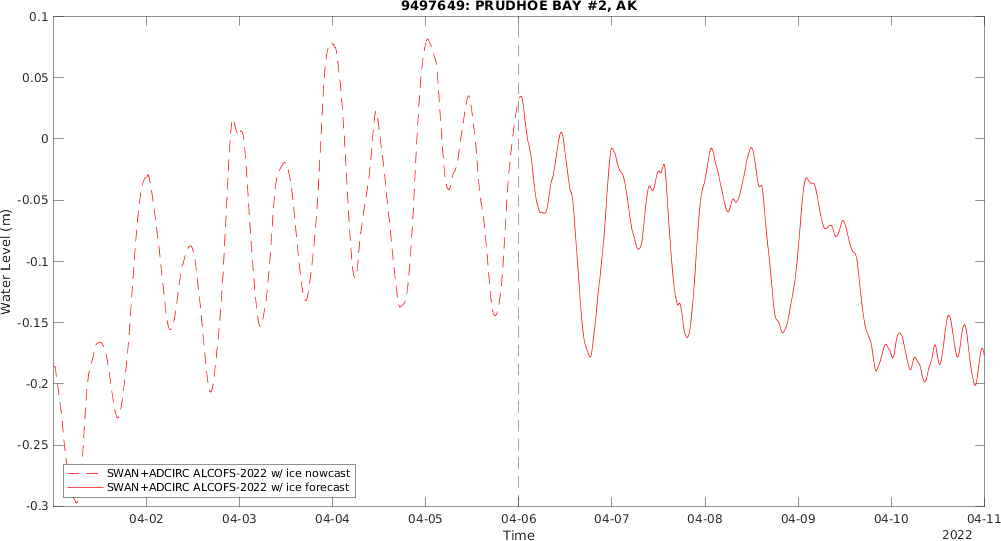 9497649: PRUDHOE BAY #2, AK
0.1
0.05
0
-0.05
-0.1
-0.15
-0.2
-0.25
-0.3
Water Level (m)
SWAN+ADCIRC ALCOFS-2022 w/ ice nowcast
SWAN+ADCIRC ALCOFS-2022 w/ ice forecast
04-02 04-03 04-04 04-05 04-06 04-07 04-08 04-09 04-10 04-11
Time
2022